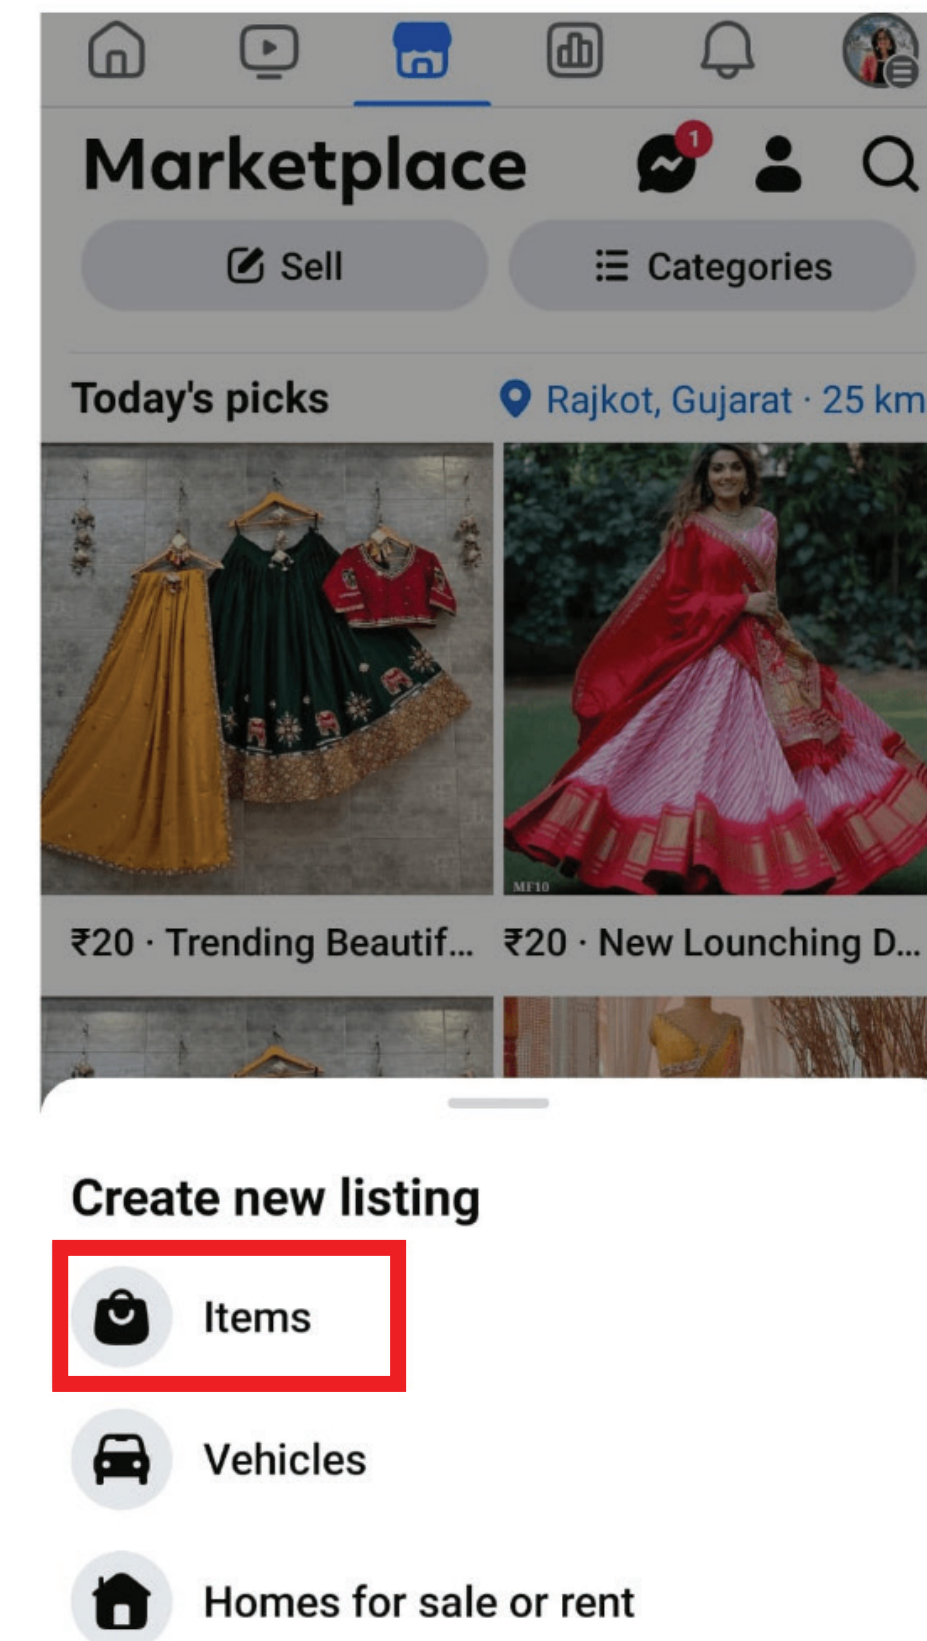 Marketplace
1
Sell
Categories
Today's picks
Rajkot, Gujarat · 25 km
MF10
₹20 · Trending Beautif...
₹20 · New Lounching D...
Create new listing
Items
Vehicles
Homes for sale or rent